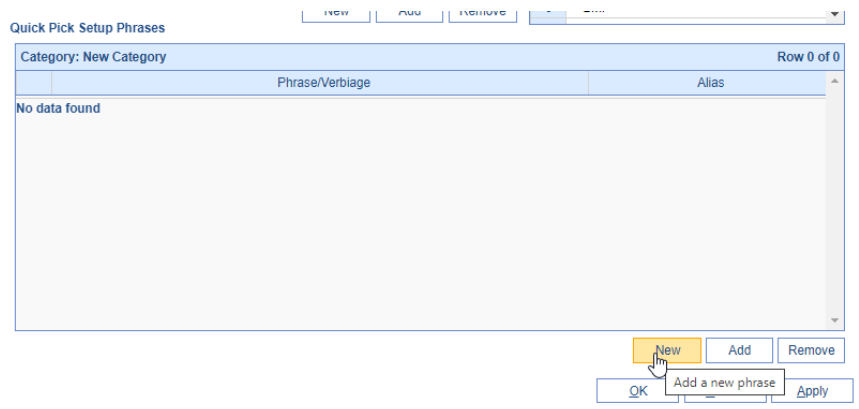 New Add Remove
Quick Pick Setup Phrases
Category: New Category Row 0 of 0
Phrase/Verbiage Alias
No data found
New Add Remove
Add a new phrase
OK Apply